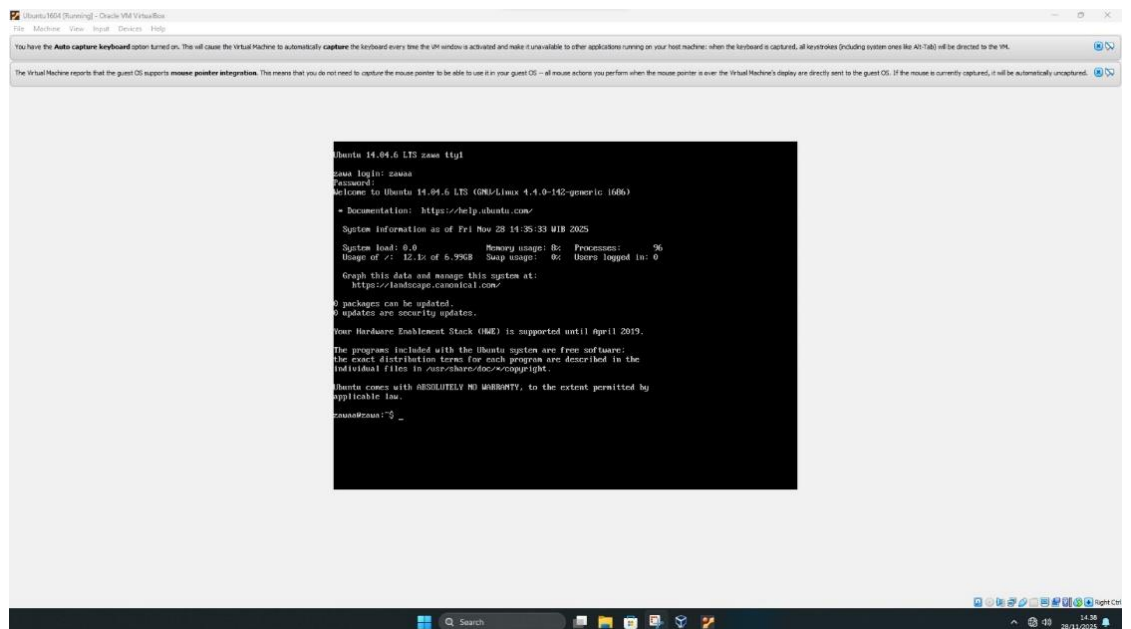 Ubuntu1604 [Running] - Oracle VM VirtualBox
File Machine View Input Devices Help
You have the Auto capture keyboard option turned on. This will cause the Virtual Machine to automatically capture the keyboard every time the VM window is activated and make it unavailable to other applications running on your host machine: when the keyboard is captured, all keystrokes (including system ones like Alt-Tab) will be directed to the VM.
The Virtual Machine reports that the guest OS supports mouse pointer integration. This means that you do not need to capture the mouse pointer to be able to use it in your guest OS -- all mouse actions you perform when the mouse pointer is over the Virtual Machine's display are directly sent to the guest OS. If the mouse is currently captured, it will be automatically uncaptured.
Ubuntu 14.04.6 LTS zawa tty1
zawa login: zawaa
Password:
Welcome to Ubuntu 14.04.6 LTS (GNU/Linux 4.4.0-142-generic i686)
* Documentation: https://help.ubuntu.com/
System information as of Fri Nov 28 14:35:33 WIB 2025
System load: 0.0 Memory usage: 8% Processes: 96
Usage of /: 12.1% of 6.99GB Swap usage: 0% Users logged in: 0
Graph this data and manage this system at:
https://landscape.canonical.com/
0 packages can be updated.
0 updates are security updates.
Your Hardware Enablement Stack (HWE) is supported until April 2019.
The programs included with the Ubuntu system are free software;
the exact distribution terms for each program are described in the
individual files in /usr/share/doc/*/copyright.
Ubuntu comes with ABSOLUTELY NO WARRANTY, to the extent permitted by
applicable law.
zawaa@zawa:~$ _
Right Ctrl
Search
14.38
28/11/2025